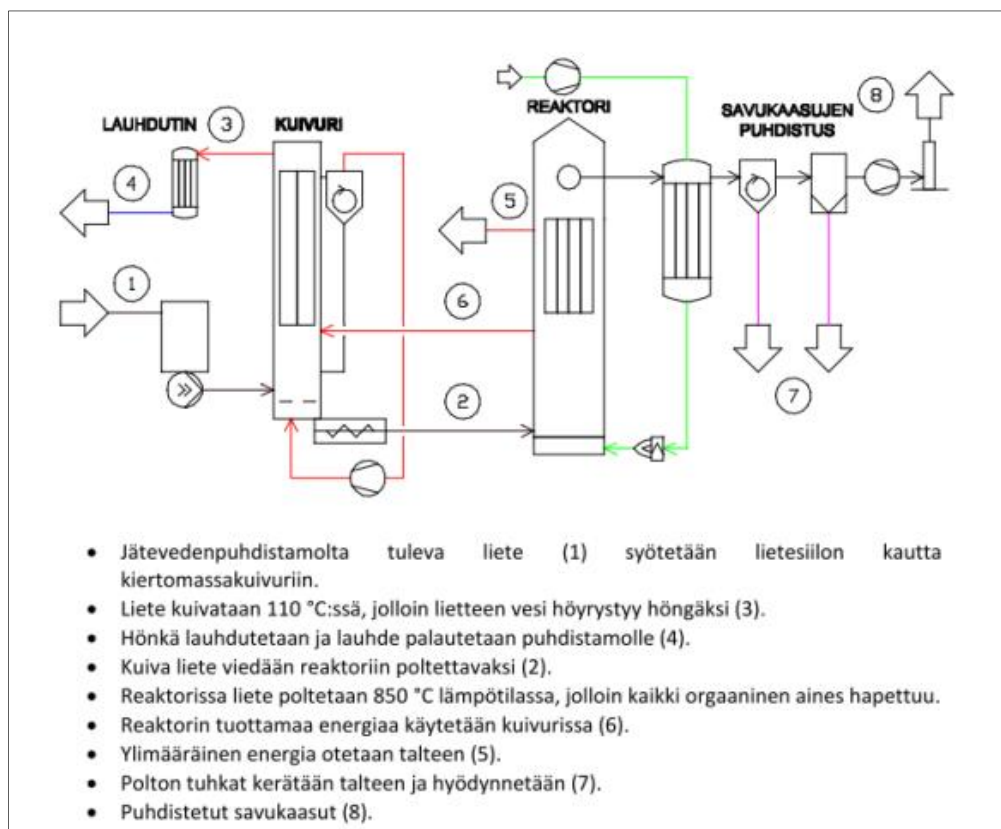 8
REAKTORI
SAVUKAASUJEN
PUHDISTUS
LAUHDUTIN 3 KUIVURI
4
5
1
6
2
7
• Jätevedenpuhdistamolta tuleva liete (1) syötetään lietesiilon kautta
kiertomassakuivuriin.
• Liete kuivataan 110 °C:ssä, jolloin lietteen vesi höyrystyy höngäksi (3).
• Hönkä lauhdutetaan ja lauhde palautetaan puhdistamolle (4).
• Kuiva liete viedään reaktoriin poltettavaksi (2).
• Reaktorissa liete poltetaan 850 °C lämpötilassa, jolloin kaikki orgaaninen aines hapettuu.
• Reaktorin tuottamaa energiaa käytetään kuivurissa (6).
• Ylimääräinen energia otetaan talteen (5).
• Polton tuhkat kerätään talteen ja hyödynnetään (7).
• Puhdistetut savukaasut (8).